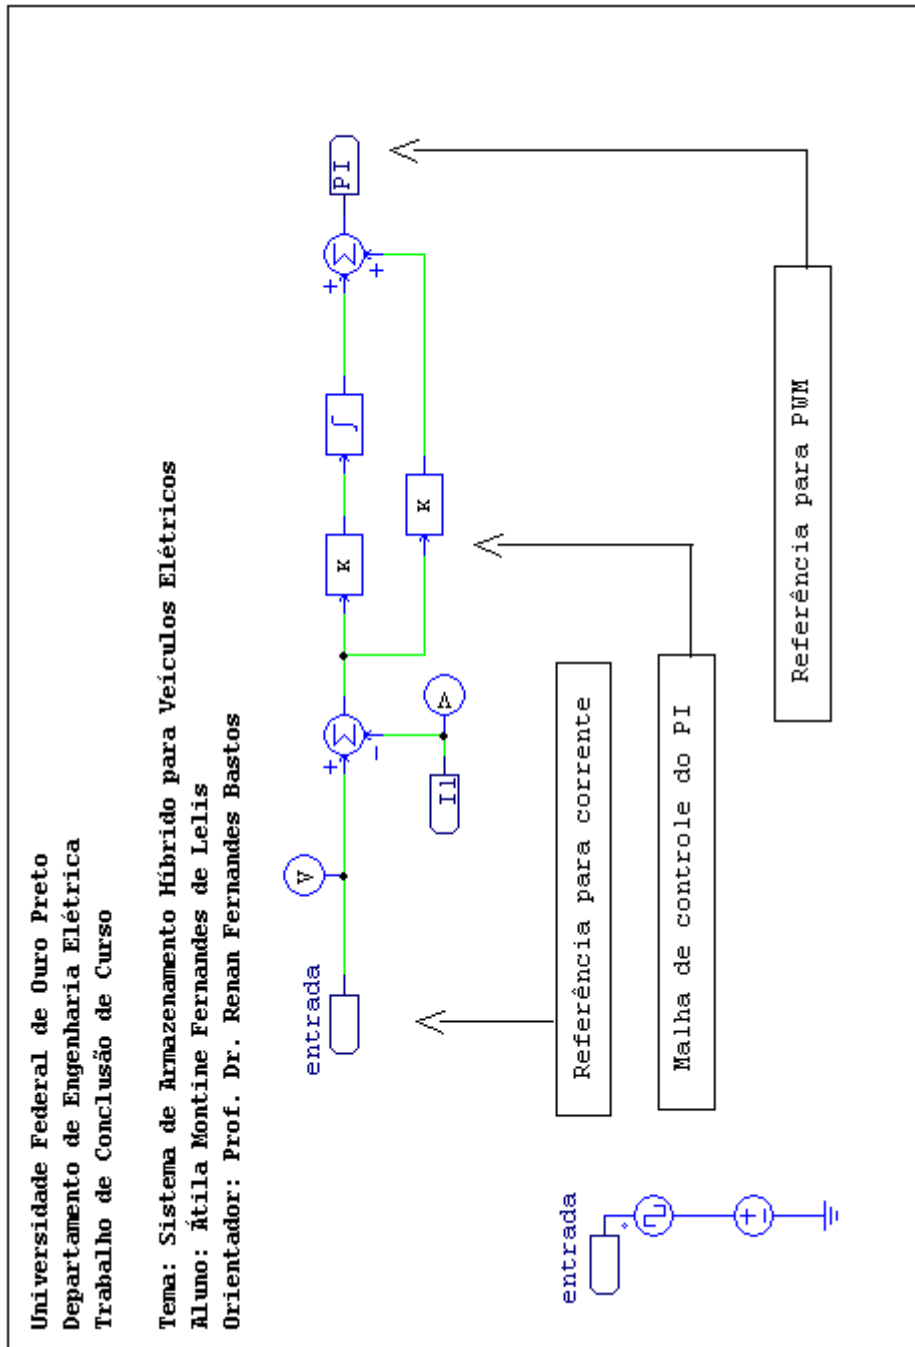 Universidade Federal de Ouro Preto
Departamento de Engenharia Elétrica
Trabalho de Conclusão de Curso
Tema: Sistema de Armazenamento Híbrido para Veículos Elétricos
Aluno: Átila Montine Fernandes de Lelis
Orientador: Prof. Dr. Renan Fernandes Bastos
entrada
V
+
-
Σ
I1
V
K
∫
K
+
+
Σ
PI
Referência para corrente
Malha de controle do PI
Referência para PWM
entrada
+
-